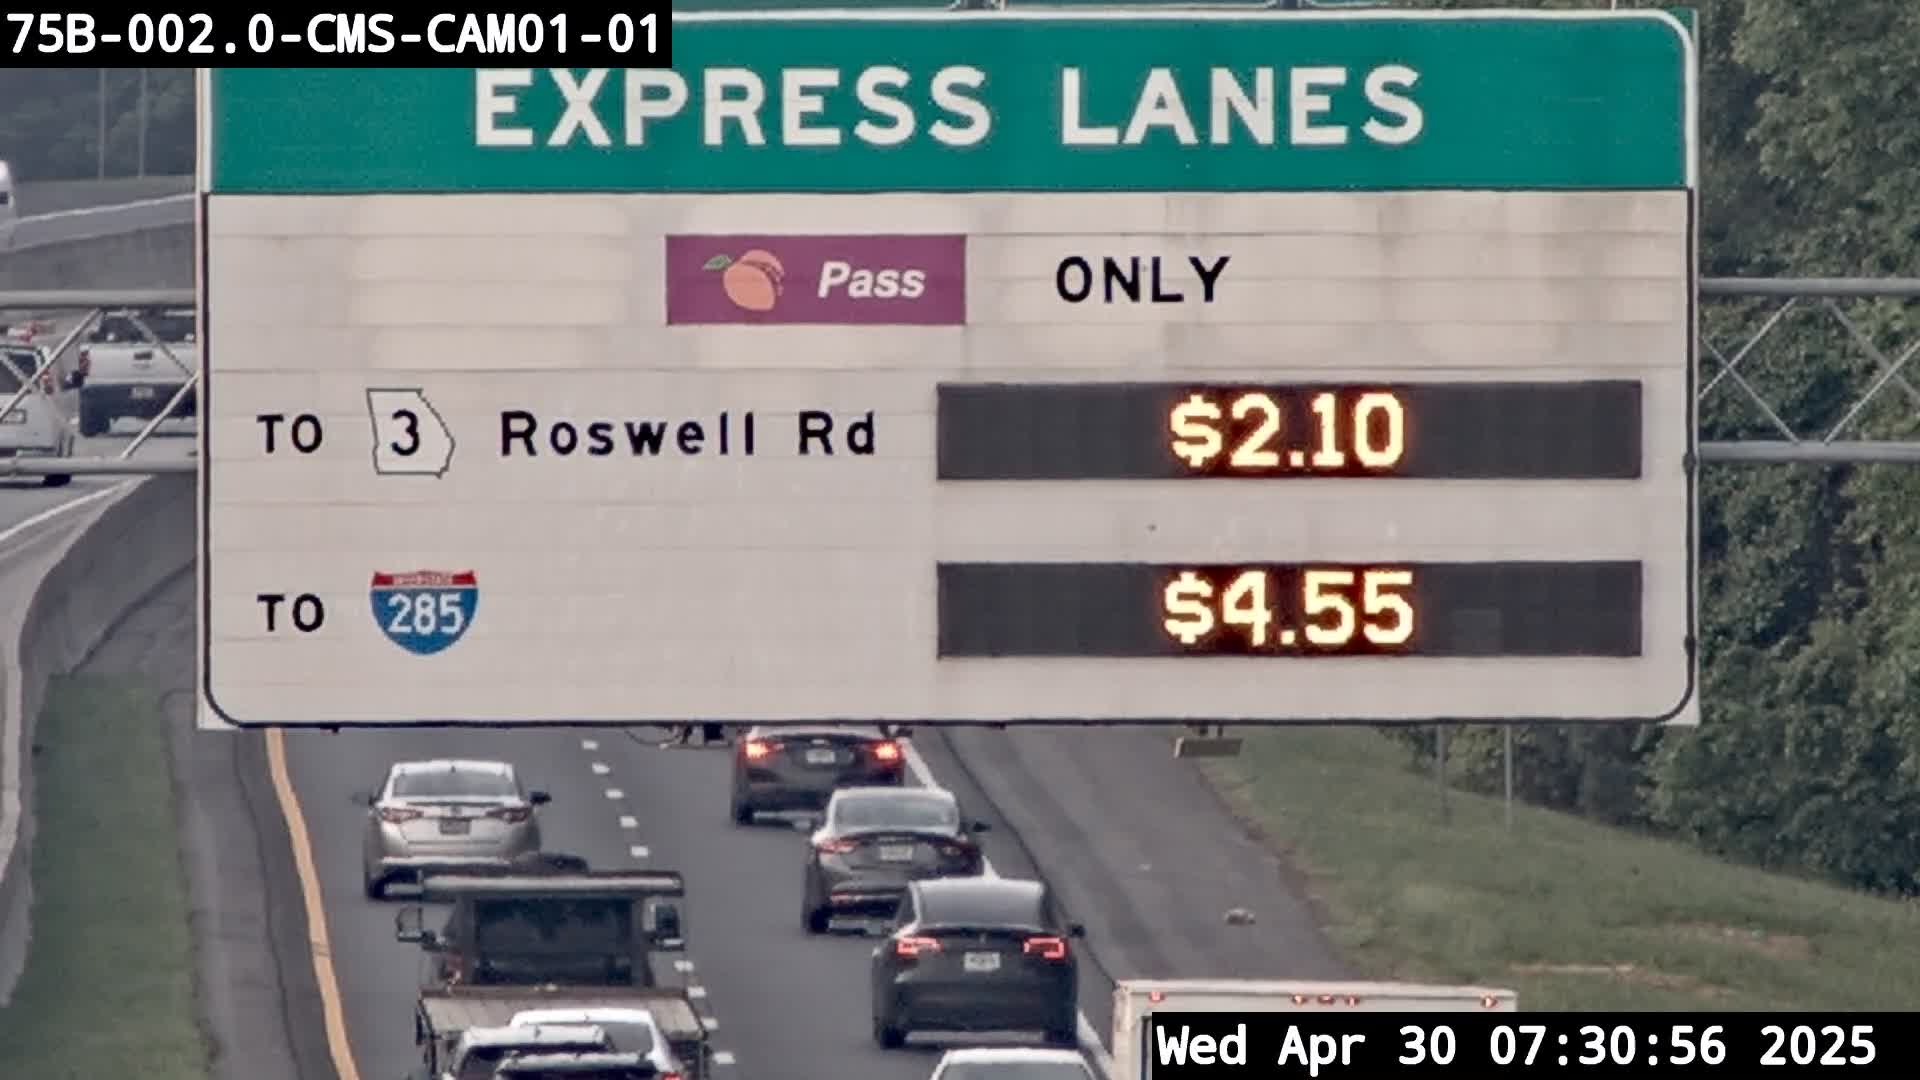 75B-002.0-CMS-CAM01-01
EXPRESS LANES
Pass ONLY
TO 3 Roswell Rd $2.10
TO INTERSTATE 285 $4.55
Wed Apr 30 07:30:56 2025